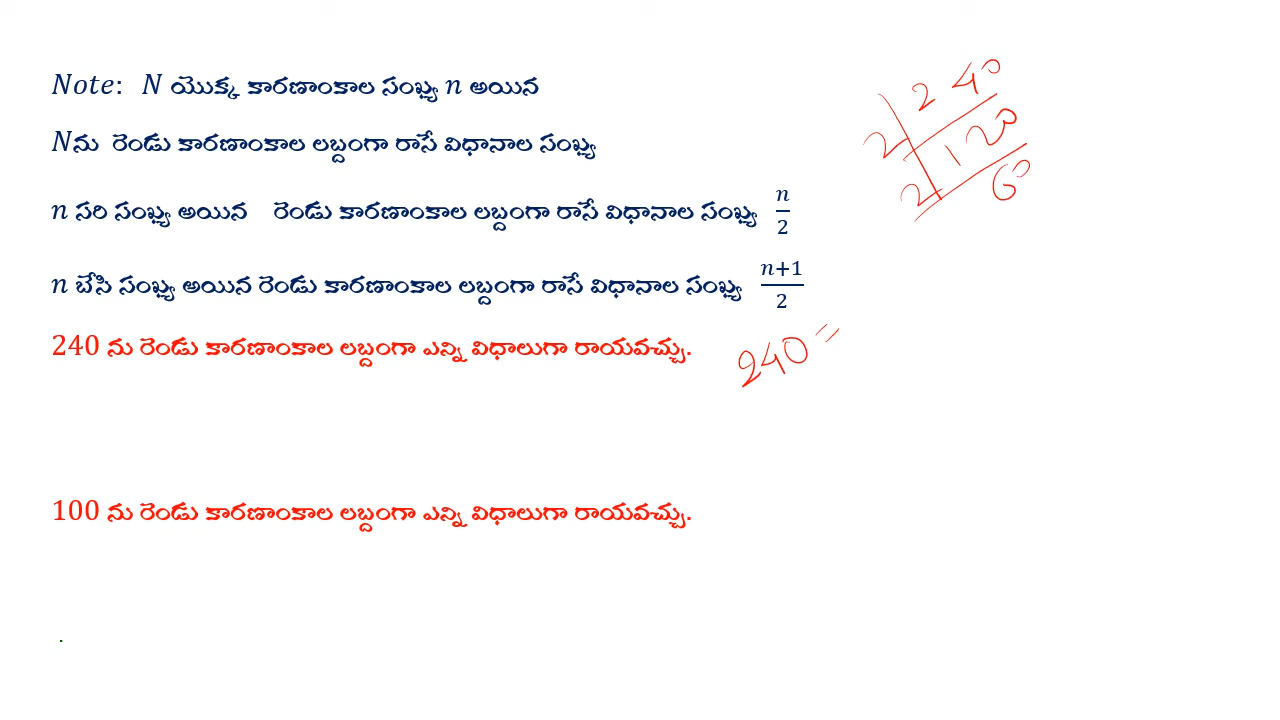 Note: N యొక్క కారణాంకాల సంఖ్య n అయిన
Nను రెండు కారణాంకాల లబ్దంగా రాసే విధానాల సంఖ్య
n సరి సంఖ్య అయిన రెండు కారణాంకాల లబ్దంగా రాసే విధానాల సంఖ్య n/2
n బేసి సంఖ్య అయిన రెండు కారణాంకాల లబ్దంగా రాసే విధానాల సంఖ్య n+1/2
240 ను రెండు కారణాంకాల లబ్దంగా ఎన్ని విధాలుగా రాయవచ్చు.
240 =
100 ను రెండు కారణాంకాల లబ్దంగా ఎన్ని విధాలుగా రాయవచ్చు.
2 240
2 120
60